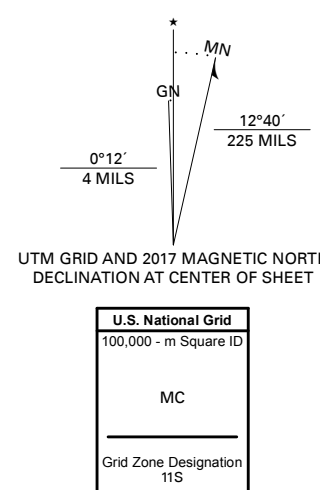 ★
MN
GN
12°40´
225 MILS
0°12´
4 MILS
UTM GRID AND 2017 MAGNETIC NORTH
DECLINATION AT CENTER OF SHEET
U.S. National Grid
100,000 - m Square ID
MC
Grid Zone Designation
11S